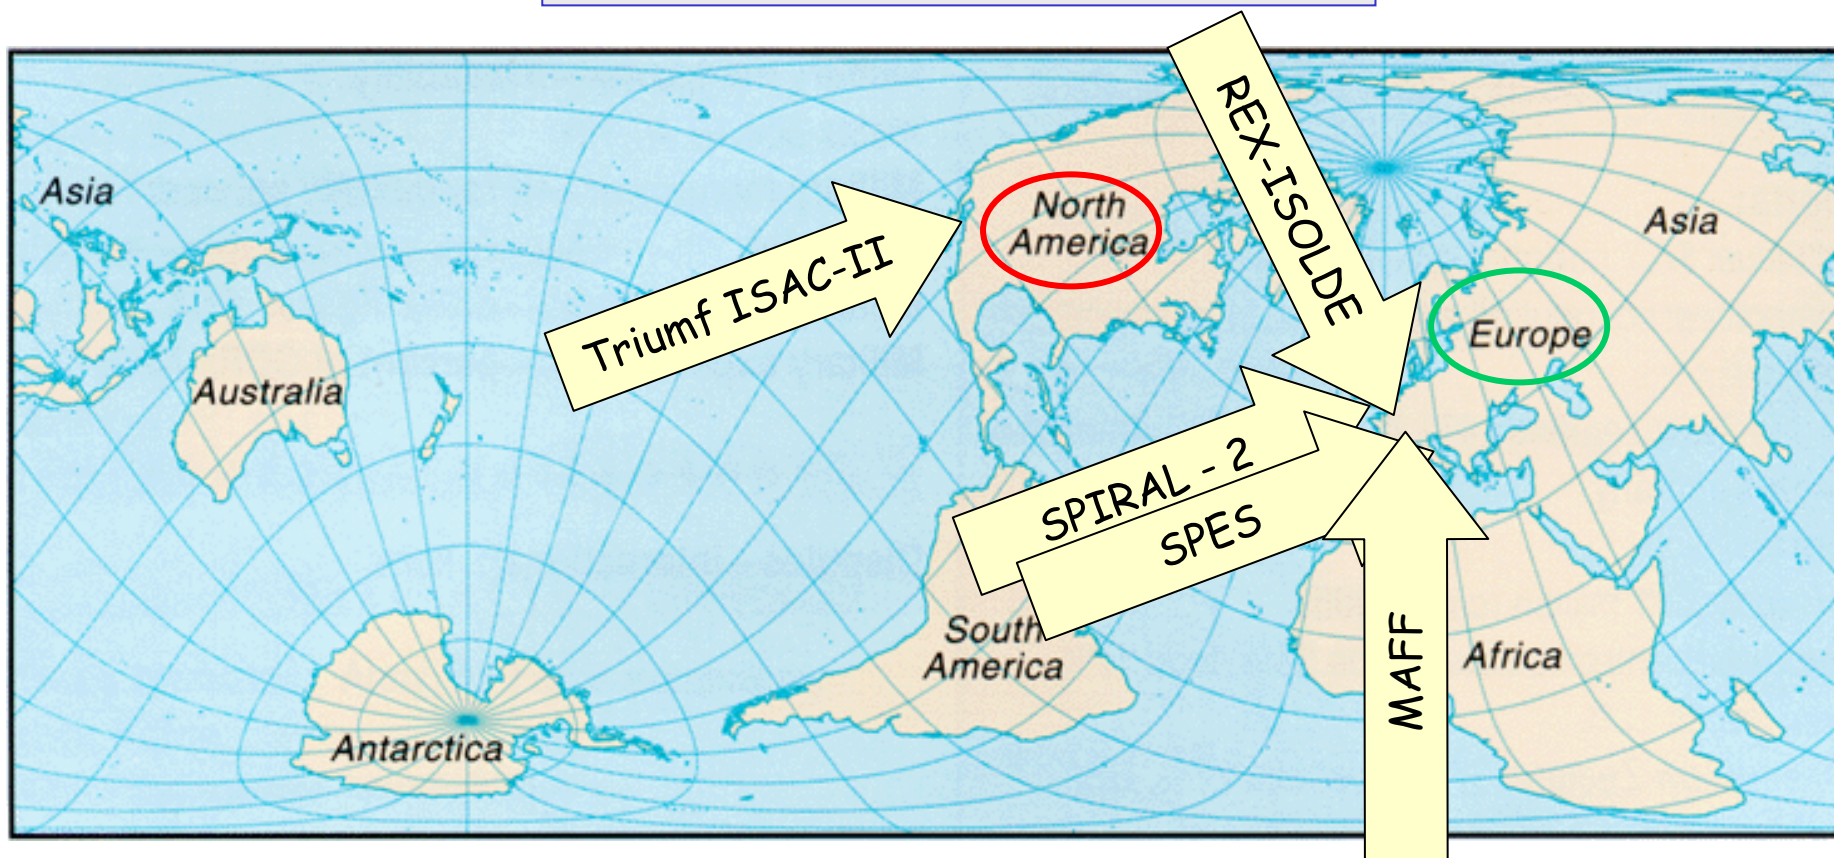 REX-ISOLDE
Asia
North
America
Asia
Triumf ISAC-II
Europe
Australia
SPIRAL - 2
SPES
South
America
Africa
MAFF
Antarctica